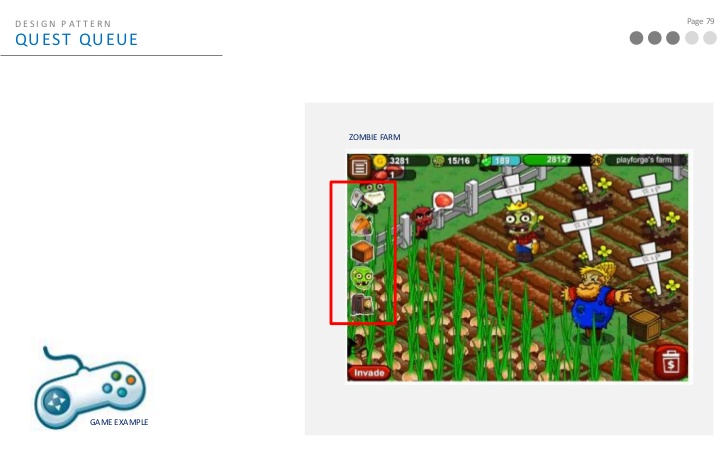 DESIGN PATTERN
QUEST QUEUE
Page 79
ZOMBIE FARM
3281
15/16
189
28127
playforge's farm
1
RIP
RIP
RIP
RIP
Invade
$
GAME EXAMPLE